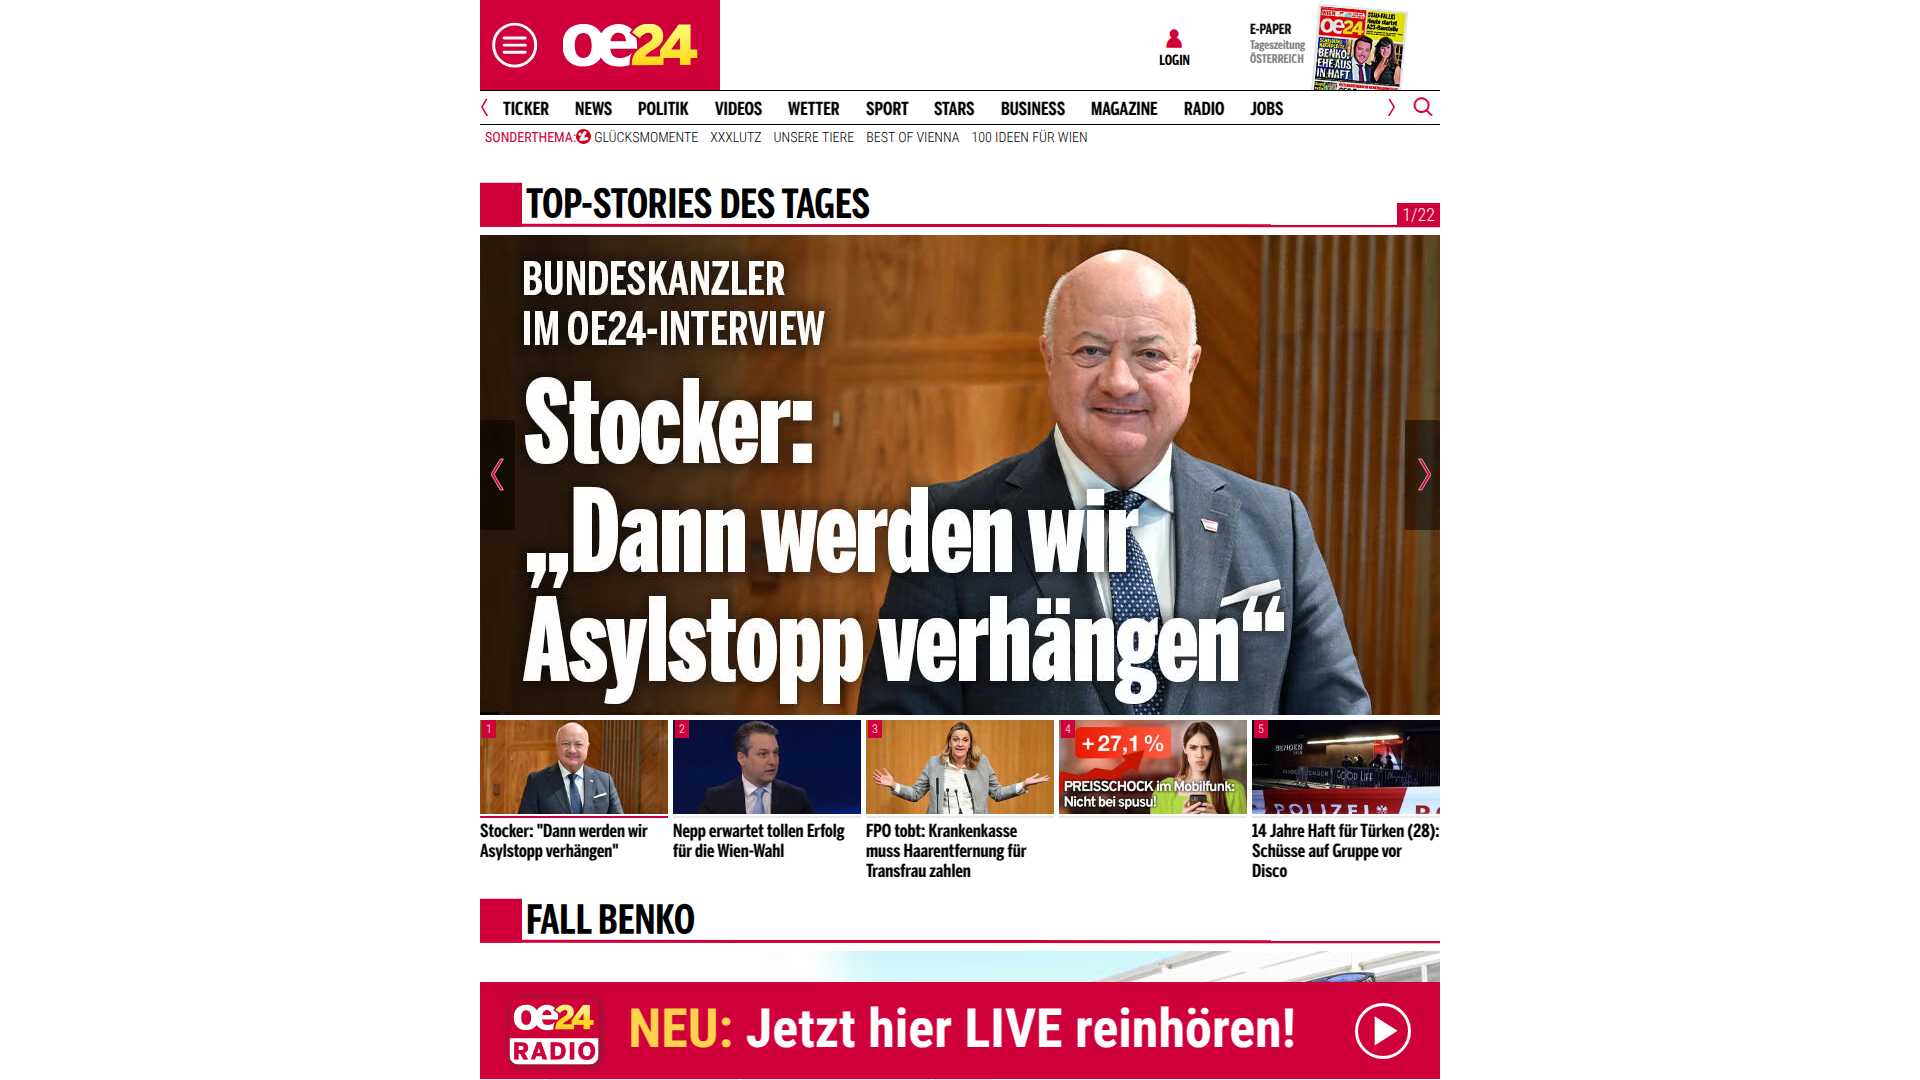 oe24
LOGIN
E-PAPER
Tageszeitung
ÖSTERREICH
oe24
BENKO:
EHE AUS
IN HAFT
TICKER NEWS POLITIK VIDEOS WETTER SPORT STARS BUSINESS MAGAZINE RADIO JOBS
SONDERTHEMA: GLÜCKSMOMENTE XXXLUTZ UNSERE TIERE BEST OF VIENNA 100 IDEEN FÜR WIEN
TOP-STORIES DES TAGES
1/22
BUNDESKANZLER
IM OE24-INTERVIEW
Stocker:
„Dann werden wir
Asylstopp verhängen“
1
2
3
4
5
+27,1 %
PREISSCHOCK im Mobilfunk:
Nicht bei spusu!
GOOD LIFE
POLIZEI
Stocker: "Dann werden wir
Asylstopp verhängen"
Nepp erwartet tollen Erfolg
für die Wien-Wahl
FPÖ tobt: Krankenkasse
muss Haarentfernung für
Transfrau zahlen
14 Jahre Haft für Türken (28):
Schüsse auf Gruppe vor
Disco
FALL BENKO
oe24
RADIO
NEU: Jetzt hier LIVE reinhören!